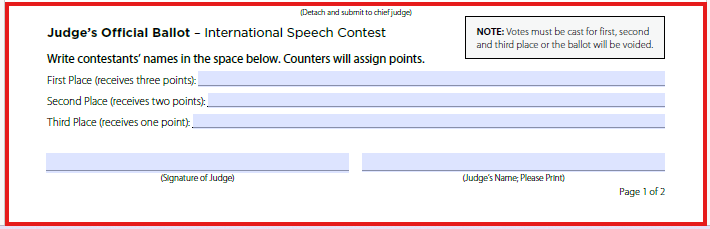 (Detach and submit to chief judge)
Judge's Official Ballot – International Speech Contest
NOTE: Votes must be cast for first, second
and third place or the ballot will be voided.
Write contestants' names in the space below. Counters will assign points.
First Place (receives three points):
Second Place (receives two points):
Third Place (receives one point):
(Signature of Judge)
(Judge's Name; Please Print)
Page 1 of 2